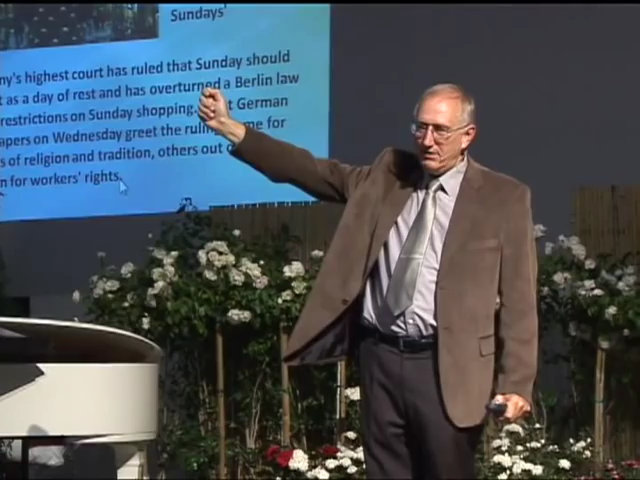 Sundays'
ny's highest court has ruled that Sunday should
t as a day of rest and has overturned a Berlin law
restrictions on Sunday shopping. t German
apers on Wednesday greet the rulin me for
s of religion and tradition, others out o
n for workers' rights.